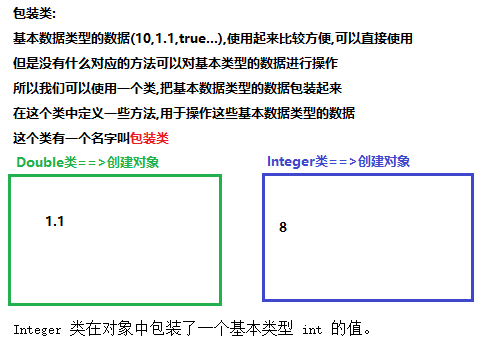 包装类:
基本数据类型的数据(10,1.1,true...),使用起来比较方便,可以直接使用
但是没有什么对应的方法可以对基本类型的数据进行操作
所以我们可以使用一个类,把基本数据类型的数据包装起来
在这个类中定义一些方法,用于操作这些基本数据类型的数据
这个类有一个名字叫包装类
Double类==>创建对象
Integer类==>创建对象
1.1
8
Integer 类在对象中包装了一个基本类型 int 的值。